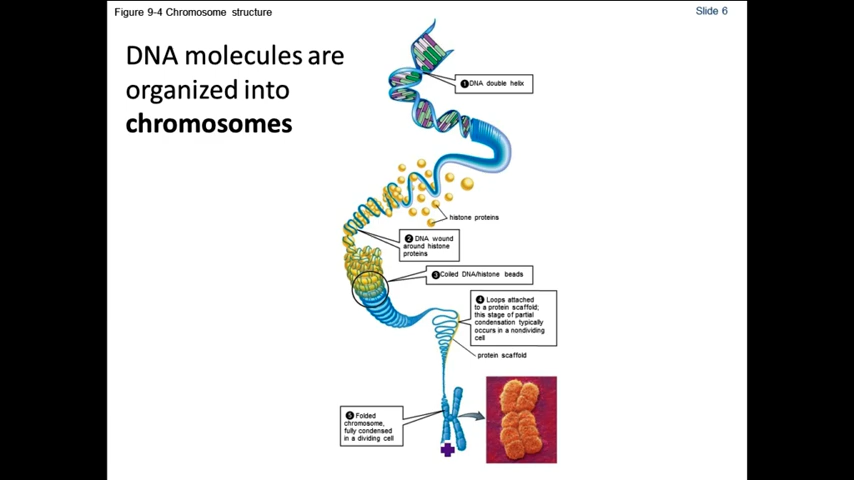 Figure 9-4 Chromosome structure
Slide 6
DNA molecules are
organized into
chromosomes
1 DNA double helix
histone proteins
2 DNA wound
around histone
proteins
3 Coiled DNA/histone beads
4 Loops attached
to a protein scaffold;
this stage of partial
condensation typically
occurs in a nondividing
cell
protein scaffold
5 Folded
chromosome,
fully condensed
in a dividing cell